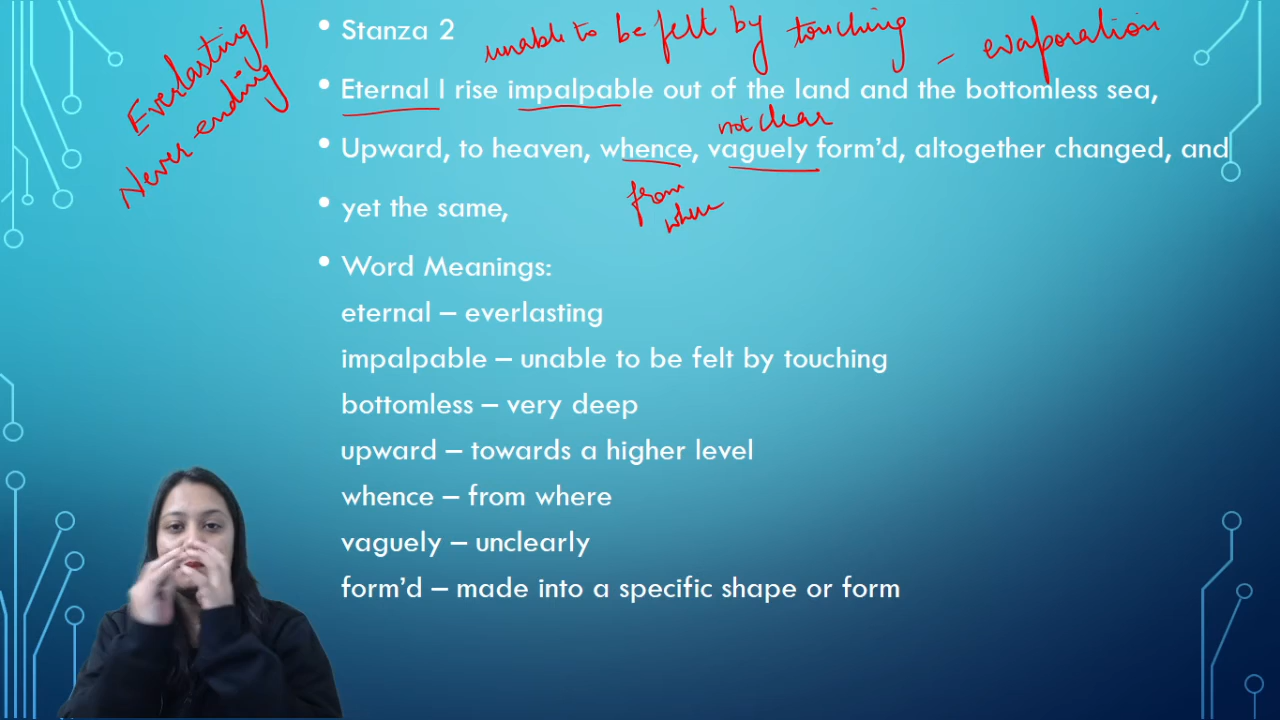 Stanza 2
unable to be felt by touching - evaporation
Everlasting/
Never-ending
Eternal I rise impalpable out of the land and the bottomless sea,
not clear
Upward, to heaven, whence, vaguely form’d, altogether changed, and
from
where
yet the same,
Word Meanings:
eternal – everlasting
impalpable – unable to be felt by touching
bottomless – very deep
upward – towards a higher level
whence – from where
vaguely – unclearly
form’d – made into a specific shape or form